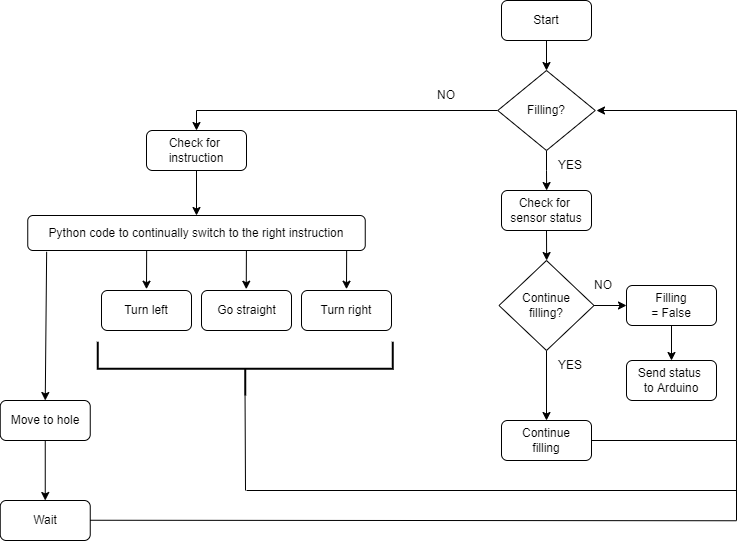 Start
NO
Filling?
Check for
instruction
YES
Check for
sensor status
Python code to continually switch to the right instruction
Turn left
Go straight
Turn right
Continue
filling?
NO
Filling
= False
YES
Send status
to Arduino
Move to hole
Continue
filling
Wait